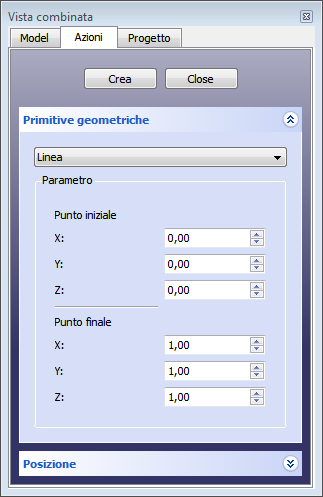 Vista combinata
Model Azioni Progetto
Crea Close
Primitive geometriche
Linea
Parametro
Punto iniziale
X: 0,00
Y: 0,00
Z: 0,00
Punto finale
X: 1,00
Y: 1,00
Z: 1,00
Posizione